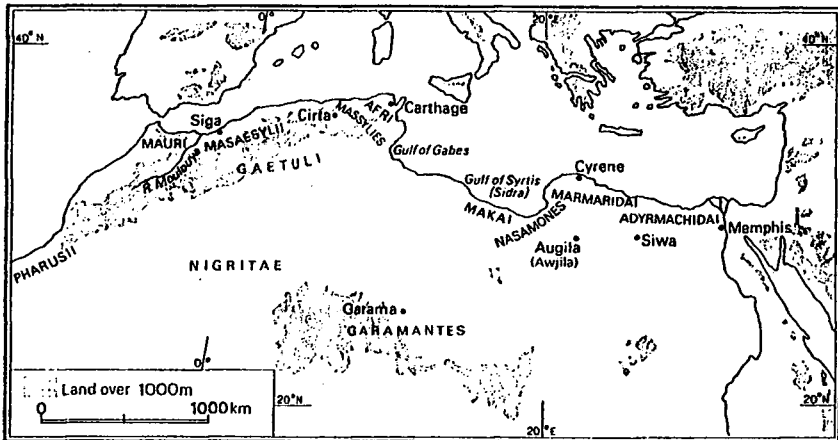 0°
20°E
40°N
40°N
Siga
Cirta
AFRI
Carthage
MAURI
MASAESYLII
MASSYLIES
R. Moulouya
GAETULI
Gulf of Gabes
Cyrene
Gulf of Syrtis
(Sidra)
MARMARIDAI
MAKAI
NASAMONES
ADYRMACHIDAI
Memphis
PHARUSII
Augila
(Awjila)
Siwa
NIGRITAE
Garama
GARAMANTES
0°
Land over 1000m
0
1000km
20°N
20°E
20°N